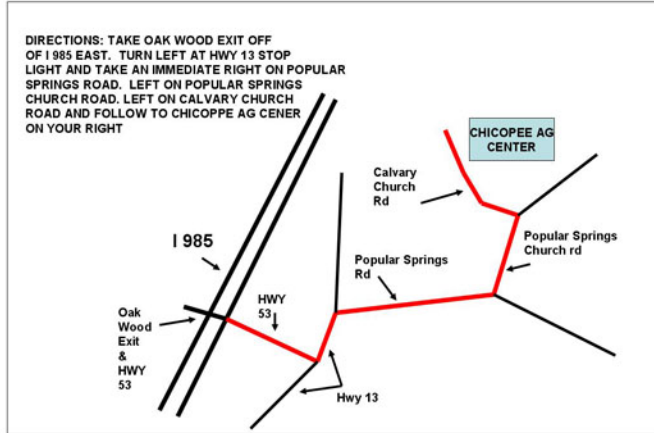 DIRECTIONS: TAKE OAK WOOD EXIT OFF
OF I 985 EAST. TURN LEFT AT HWY 13 STOP
LIGHT AND TAKE AN IMMEDIATE RIGHT ON POPULAR
SPRINGS ROAD. LEFT ON POPULAR SPRINGS
CHURCH ROAD. LEFT ON CALVARY CHURCH
ROAD AND FOLLOW TO CHICOPPE AG CENER
ON YOUR RIGHT
CHICOPEE AG
CENTER
Calvary
Church
Rd
Popular Springs
Church rd
I 985
Popular Springs
Rd
HWY
53
Oak
Wood
Exit
&
HWY
53
Hwy 13